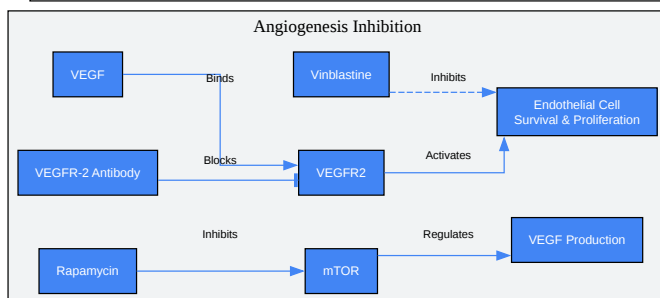 Angiogenesis Inhibition
VEGF
Binds
Vinblastine
Inhibits
Endothelial Cell
Survival & Proliferation
VEGFR-2 Antibody
Blocks
VEGFR2
Activates
Rapamycin
Inhibits
mTOR
Regulates
VEGF Production